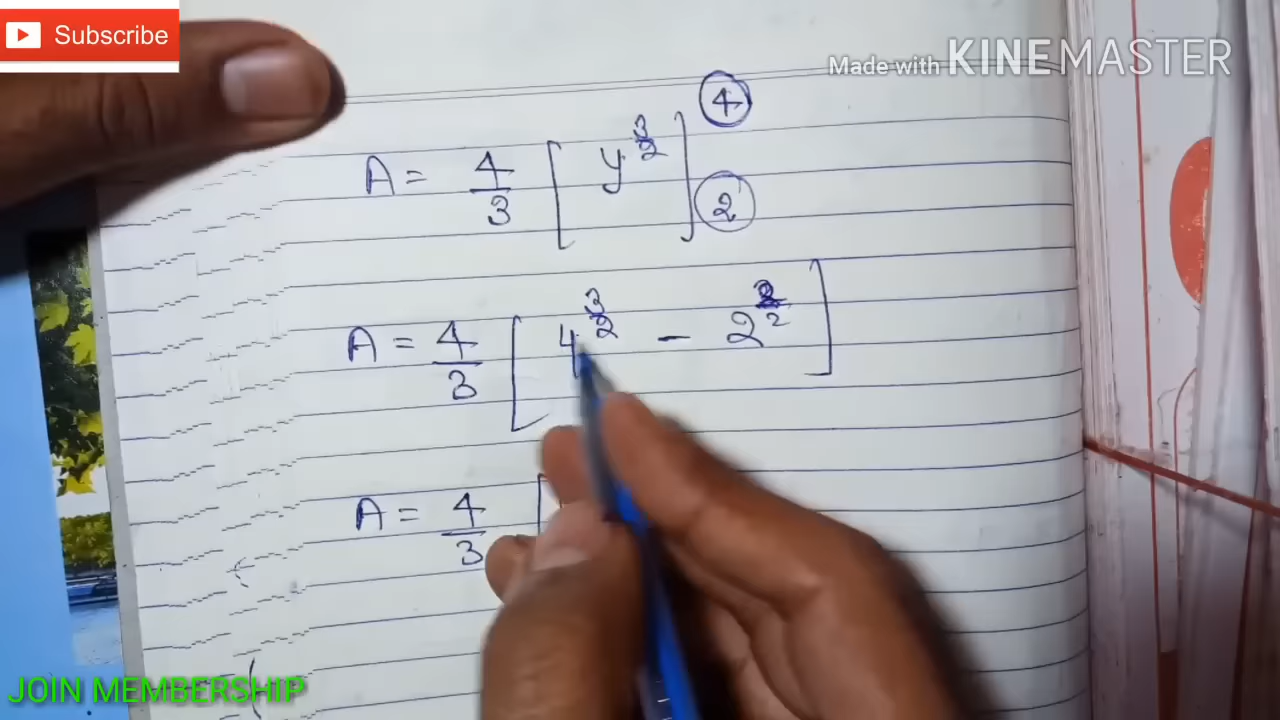 Subscribe
Made with KINEMASTER
A = 4/3 [ y^3/2 ]_2^4
A = 4/3 [ 4^3/2 - 2^3/2 ]
A = 4/3 [
JOIN MEMBERSHIP